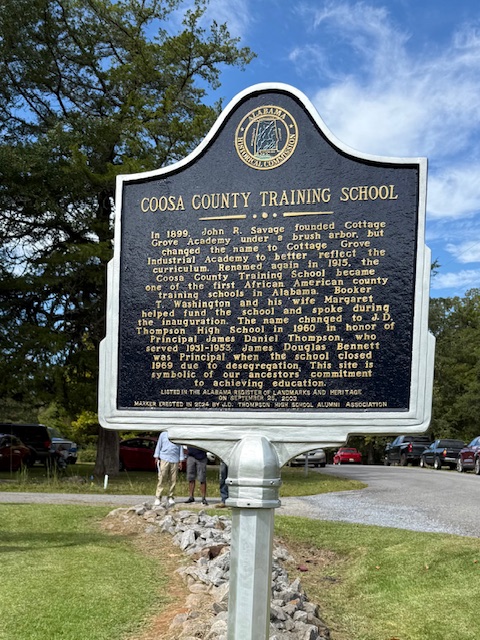 ALABAMA
HISTORICAL COMMISSION
COOSA COUNTY TRAINING SCHOOL
In 1899, John R. Savage founded Cottage
Grove Academy under a brush arbor, but
changed the name to Cottage Grove
Industrial Academy to better reflect the
curriculum. Renamed again in 1915, the
Coosa County Training School became
one of the first African American county
training schools in Alabama. Booker
T. Washington and his wife Margaret
helped fund the school and spoke during
the inauguration. The name changed to J.D.
Thompson High School in 1960 in honor of
Principal James Daniel Thompson, who
served 1931-1953. James Douglas Bennett
was Principal when the school closed
1969 due to desegregation. This site is
symbolic of our ancestors' commitment
to achieving education.
LISTED IN THE ALABAMA REGISTER OF LANDMARKS AND HERITAGE
ON SEPTEMBER 25, 2003
MARKER ERECTED IN 2024 BY J.D. THOMPSON HIGH SCHOOL ALUMNI ASSOCIATION